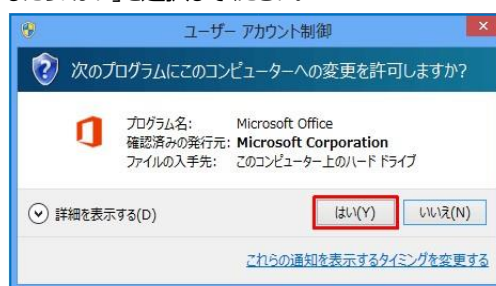 ユーザー アカウント制御
次のプログラムにこのコンピューターへの変更を許可しますか?
プログラム名: Microsoft Office
確認済みの発行元: Microsoft Corporation
ファイルの入手先: このコンピューター上のハード ドライブ
詳細を表示する(D)
はい(Y) いいえ(N)
これらの通知を表示するタイミングを変更する